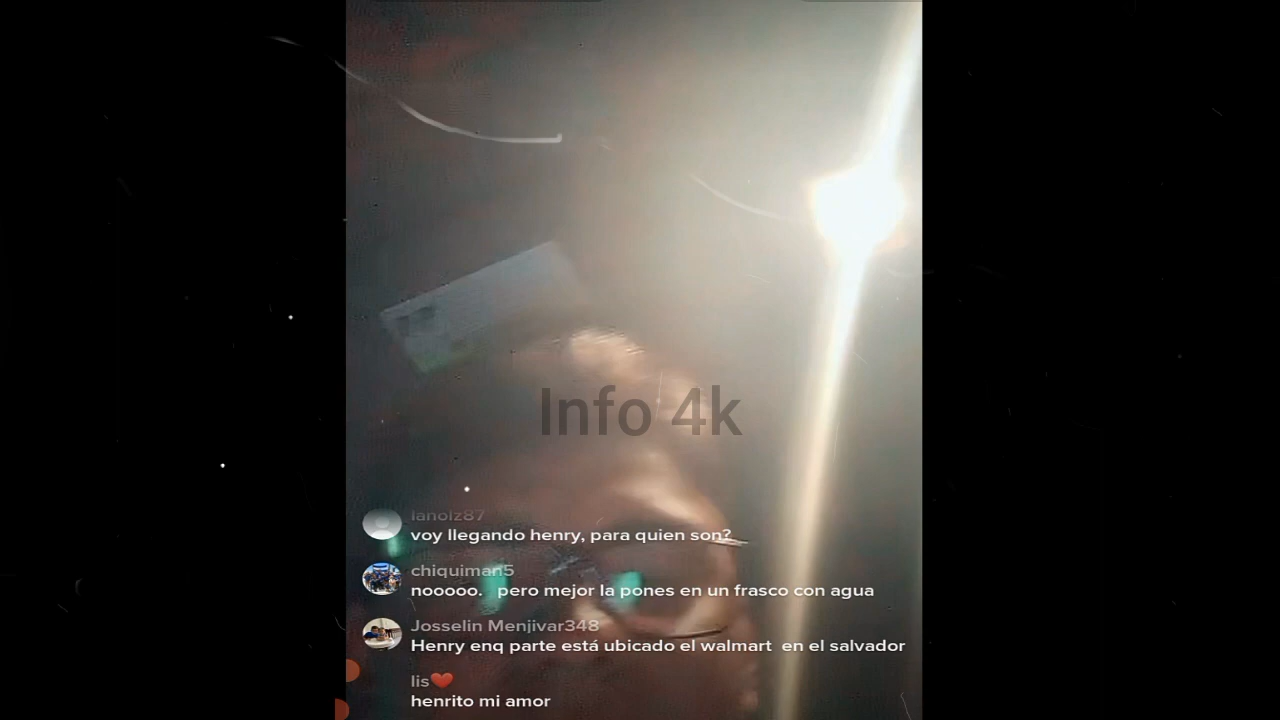 Info 4k
lanolz87
voy llegando henry, para quien son?
chiquiman5
nooooo. pero mejor la pones en un frasco con agua
Josselin Menjivar348
Henry enq parte está ubicado el walmart en el salvador
lis❤️
henrito mi amor